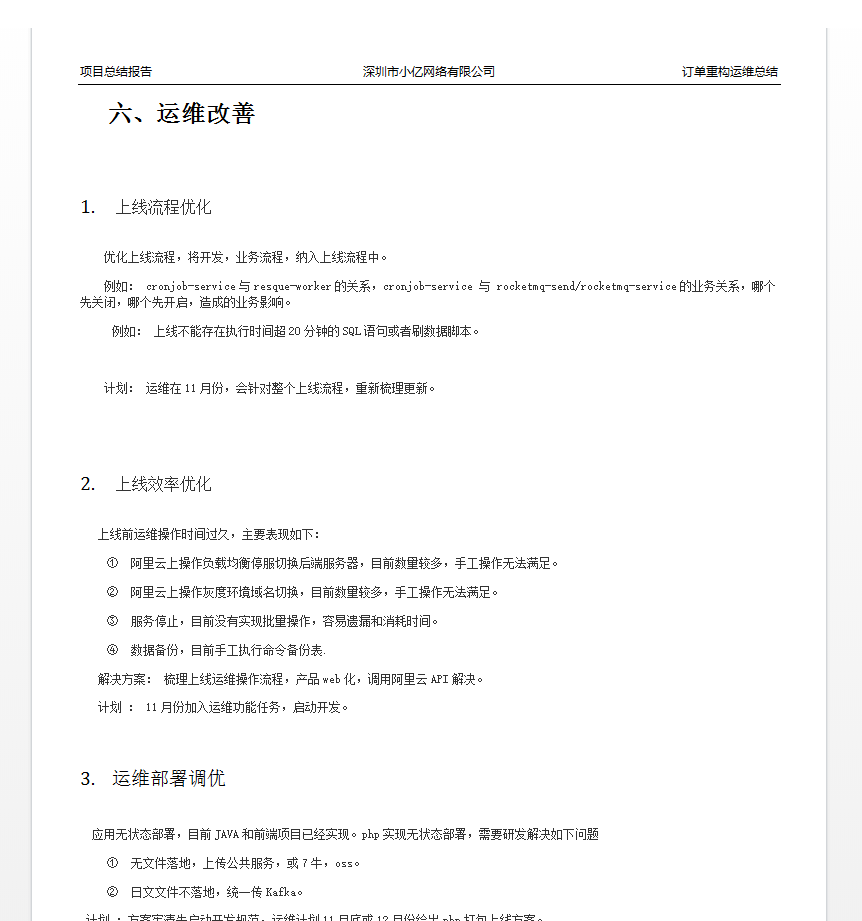 项目总结报告 深圳市小亿网络有限公司 订单重构运维总结
六、运维改善
1. 上线流程优化
优化上线流程，将开发，业务流程，纳入上线流程中。
例如： cronjob-service 与 resque-worker 的关系，cronjob-service 与 rocketmq-send/rocketmq-service 的业务关系，哪个
先关闭，哪个先开启，造成的业务影响。
例如： 上线不能存在执行时间超 20 分钟的 SQL 语句或者刷数据脚本。
计划： 运维在 11 月份，会针对整个上线流程，重新梳理更新。
2. 上线效率优化
上线前运维操作时间过久，主要表现如下：
① 阿里云上操作负载均衡停服切换后端服务器，目前数量较多，手工操作无法满足。
② 阿里云上操作灰度环境域名切换，目前数量较多，手工操作无法满足。
③ 服务停止，目前没有实现批量操作，容易遗漏和消耗时间。
④ 数据备份，目前手工执行命令备份表.
解决方案： 梳理上线运维操作流程，产品 web 化，调用阿里云 API 解决。
计划 ： 11 月份加入运维功能任务，启动开发。
3. 运维部署调优
应用无状态部署，目前 JAVA 和前端项目已经实现。php 实现无状态部署，需要研发解决如下问题
① 无文件落地，上传公共服务，或 7 牛，oss。
② 日文文件不落地，统一传 Kafka。
计划 ：方案宋清先启动开发规范，运维计划 11 月底或 12 月份给出 php 打包上线方案。